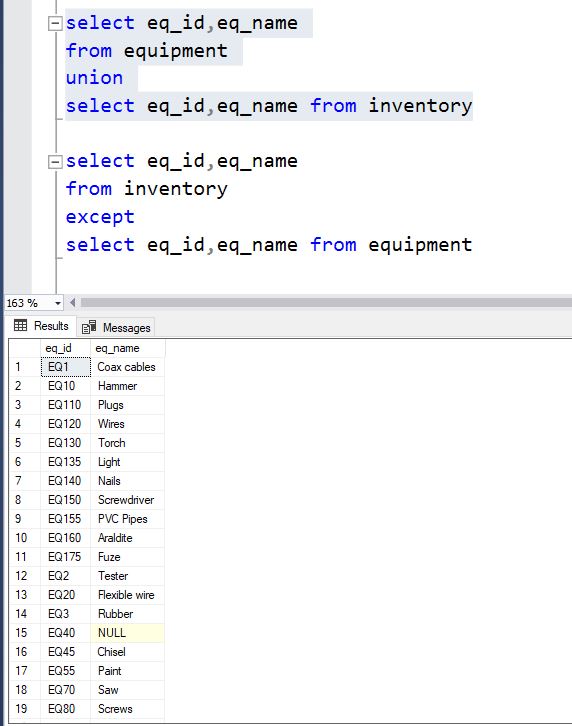 select eq_id,eq_name
from equipment
union
select eq_id,eq_name from inventory
select eq_id,eq_name
from inventory
except
select eq_id,eq_name from equipment
163 %
Results Messages
eq_id eq_name
1 EQ1 Coax cables
2 EQ10 Hammer
3 EQ110 Plugs
4 EQ120 Wires
5 EQ130 Torch
6 EQ135 Light
7 EQ140 Nails
8 EQ150 Screwdriver
9 EQ155 PVC Pipes
10 EQ160 Araldite
11 EQ175 Fuze
12 EQ2 Tester
13 EQ20 Flexible wire
14 EQ3 Rubber
15 EQ40 NULL
16 EQ45 Chisel
17 EQ55 Paint
18 EQ70 Saw
19 EQ80 Screws